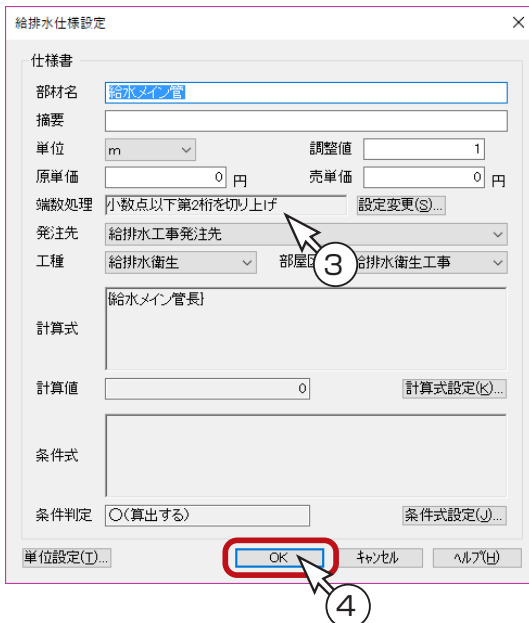 給排水仕様設定 ×
仕様書
部材名 給水メイン管
摘要
単位 m 調整値 1
原単価 0 円 売単価 0 円
端数処理 小数点以下第2桁を切り上げ 設定変更(S)...
発注先 給排水工事発注先
工種 給排水衛生 部屋 給排水衛生工事
③
計算式 {給水メイン管長}
計算値 0 計算式設定(K)...
条件式
条件判定 〇(算出する) 条件式設定(J)...
単位設定(T)... OK キャンセル ヘルプ(H)
④